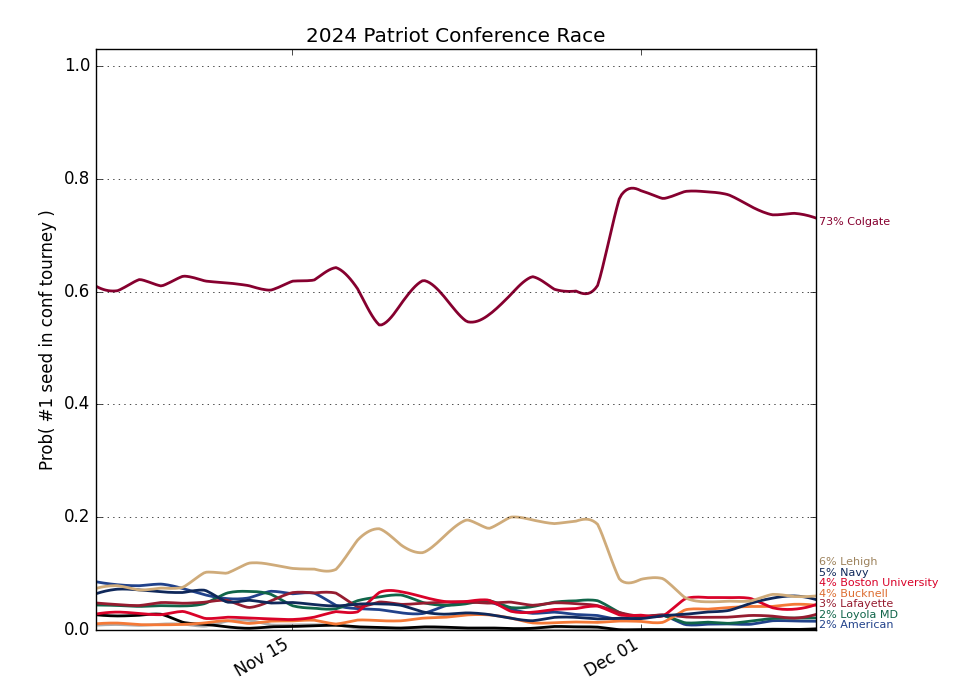 2024 Patriot Conference Race
Prob( #1 seed in conf tourney )
1.0
0.8
0.6
0.4
0.2
0.0
Nov 15
Dec 01
73% Colgate
6% Lehigh
5% Navy
4% Boston University
4% Bucknell
3% Lafayette
2% Loyola MD
2% American